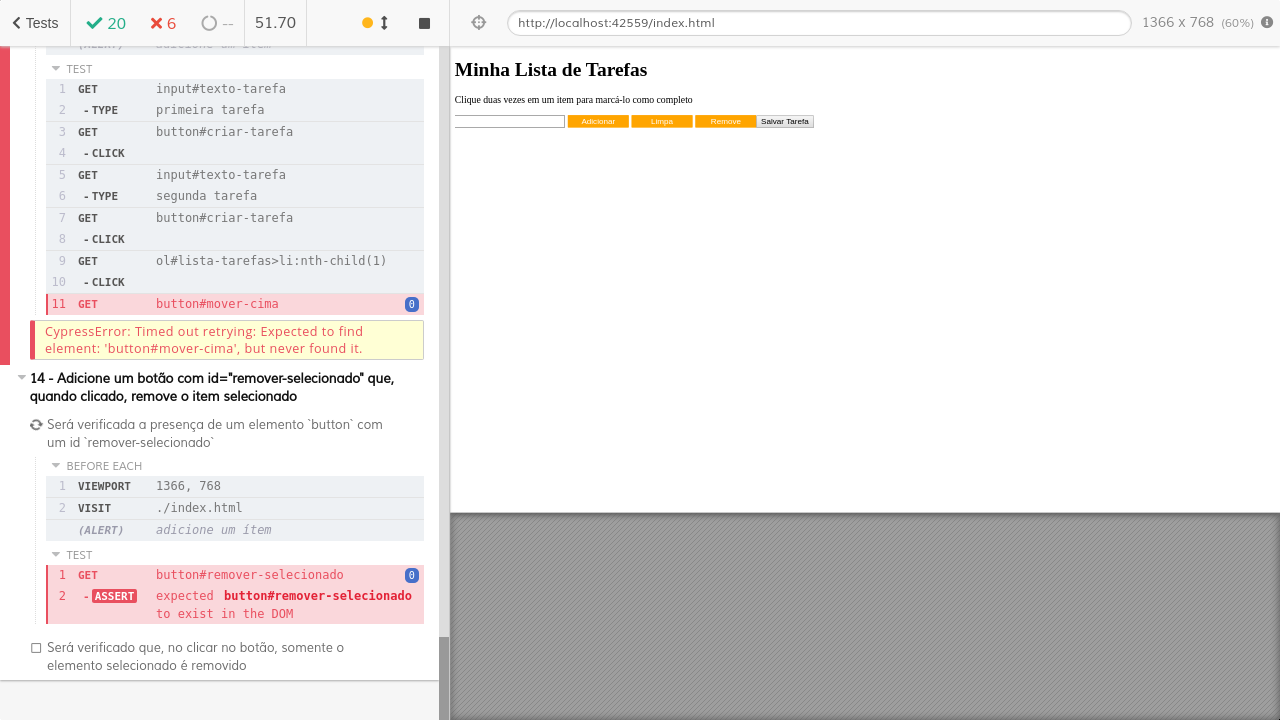 Tests
20
6
--
51.70
http://localhost:42559/index.html
1366 x 768 (60%)
(ALERT) adicione um ítem
TEST
1 GET input#texto-tarefa
2 - TYPE primeira tarefa
3 GET button#criar-tarefa
4 - CLICK
5 GET input#texto-tarefa
6 - TYPE segunda tarefa
7 GET button#criar-tarefa
8 - CLICK
9 GET ol#lista-tarefas>li:nth-child(1)
10 - CLICK
11 GET button#mover-cima 0
CypressError: Timed out retrying: Expected to find
element: 'button#mover-cima', but never found it.
14 - Adicione um botão com id="remover-selecionado" que,
quando clicado, remove o item selecionado
Será verificada a presença de um elemento `button` com
um id `remover-selecionado`
BEFORE EACH
1 VIEWPORT 1366, 768
2 VISIT ./index.html
(ALERT) adicione um ítem
TEST
1 GET button#remover-selecionado 0
2 - ASSERT expected button#remover-selecionado
to exist in the DOM
Será verificado que, no clicar no botão, somente o
elemento selecionado é removido
Minha Lista de Tarefas
Clique duas vezes em um item para marcá-lo como completo
Adicionar Limpa Remove Salvar Tarefa